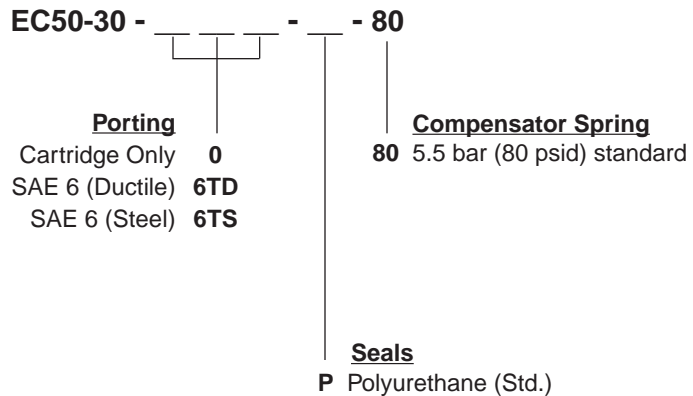 EC50-30 - __ __ __ - __ - 80
Porting
Cartridge Only 0
SAE 6 (Ductile) 6TD
SAE 6 (Steel) 6TS
Compensator Spring
80 5.5 bar (80 psid) standard
Seals
P Polyurethane (Std.)